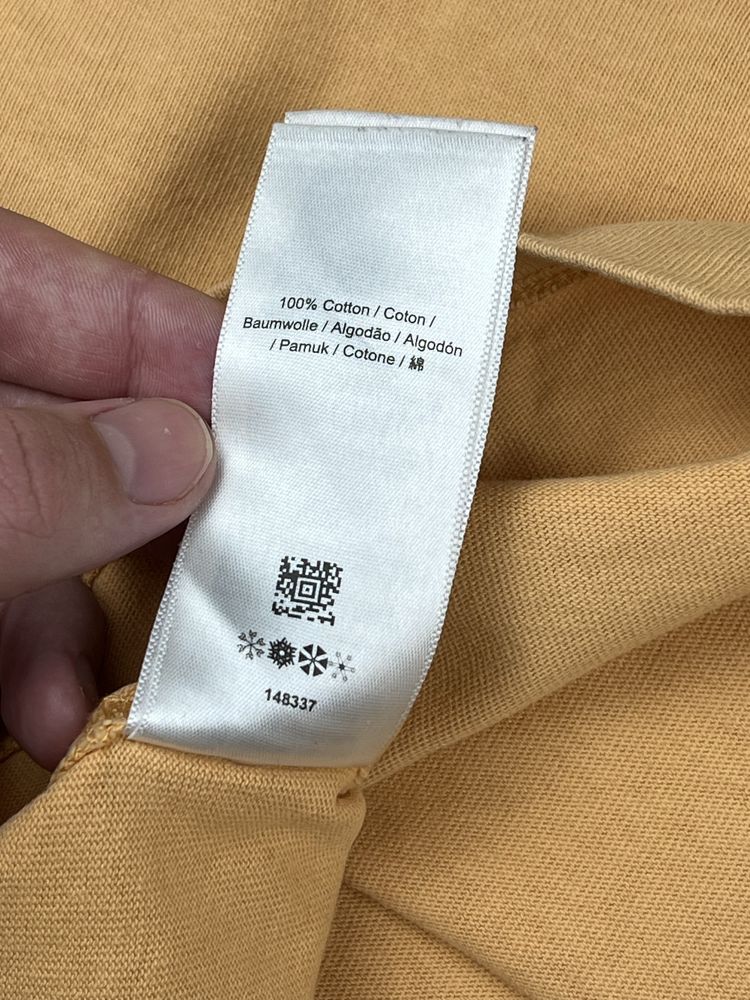 100% Cotton / Coton /
Baumwolle / Algodão / Algodón
/ Pamuk / Cotone / 綿
148337